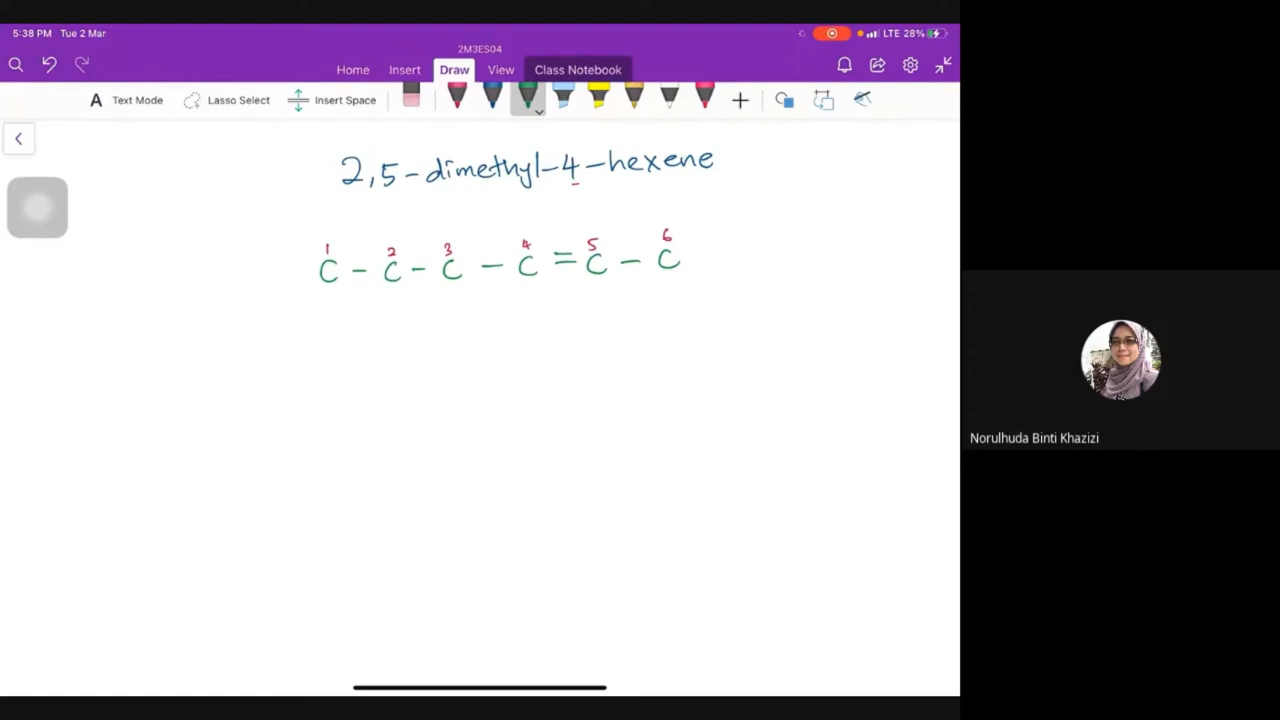 5:38 PM Tue 2 Mar
LTE 28%
2M3ES04
Home Insert Draw View Class Notebook
A Text Mode Lasso Select Insert Space
2,5-dimethyl-4-hexene
1 2 3 4 5 6
C - C - C - C = C - C
Norulhuda Binti Khazizi